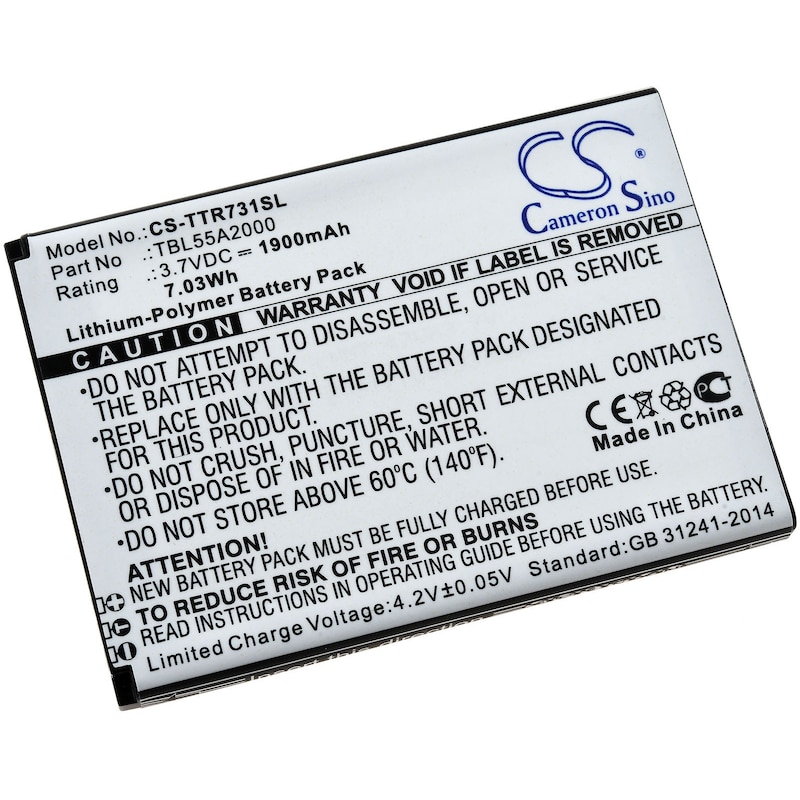 CS
®
Cameron Sino
Model No.:CS-TTR731SL
Part No :TBL55A2000
Rating :3.7VDC 1900mAh
7.03Wh
Lithium-Polymer Battery Pack
CAUTION WARRANTY VOID IF LABEL IS REMOVED
•DO NOT ATTEMPT TO DISASSEMBLE, OPEN OR SERVICE
THE BATTERY PACK.
•REPLACE ONLY WITH THE BATTERY PACK DESIGNATED
FOR THIS PRODUCT.
•DO NOT CRUSH, PUNCTURE, SHORT EXTERNAL CONTACTS
OR DISPOSE OF IN FIRE OR WATER.
•DO NOT STORE ABOVE 60°C (140°F).
CE
PCT
Made In China
ATTENTION:
NEW BATTERY PACK MUST BE FULLY CHARGED BEFORE USE.
TO REDUCE RISK OF FIRE OR BURNS
READ OPERATING GUIDE BEFORE USING THE BATTERY.
Limited Charge Voltage:4.2V±0.05V Standard:GB 31241-2014
+
-
Insert this direction